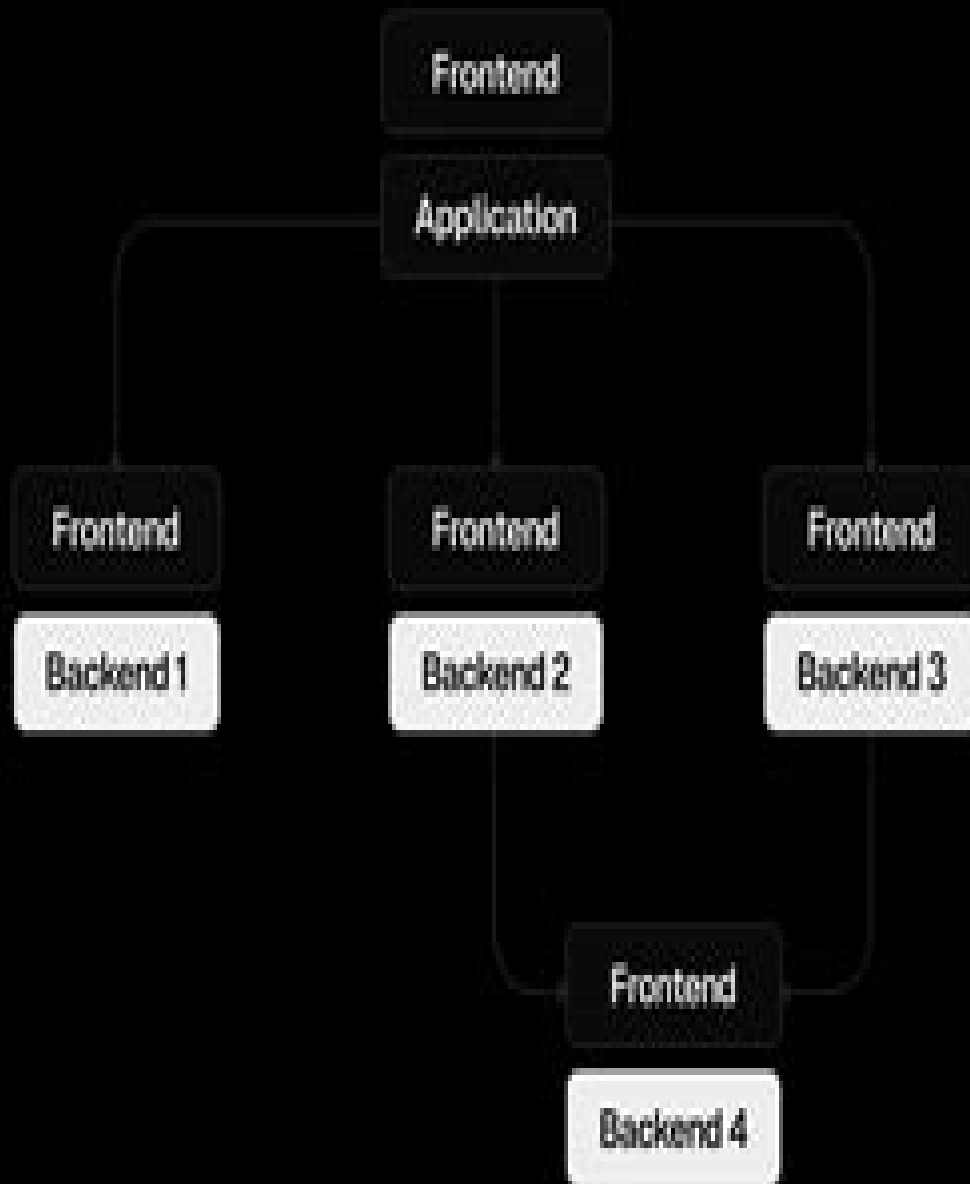 Frontend
Application
Frontend
Frontend
Frontend
Backend 1
Backend 2
Backend 3
Frontend
Backend 4